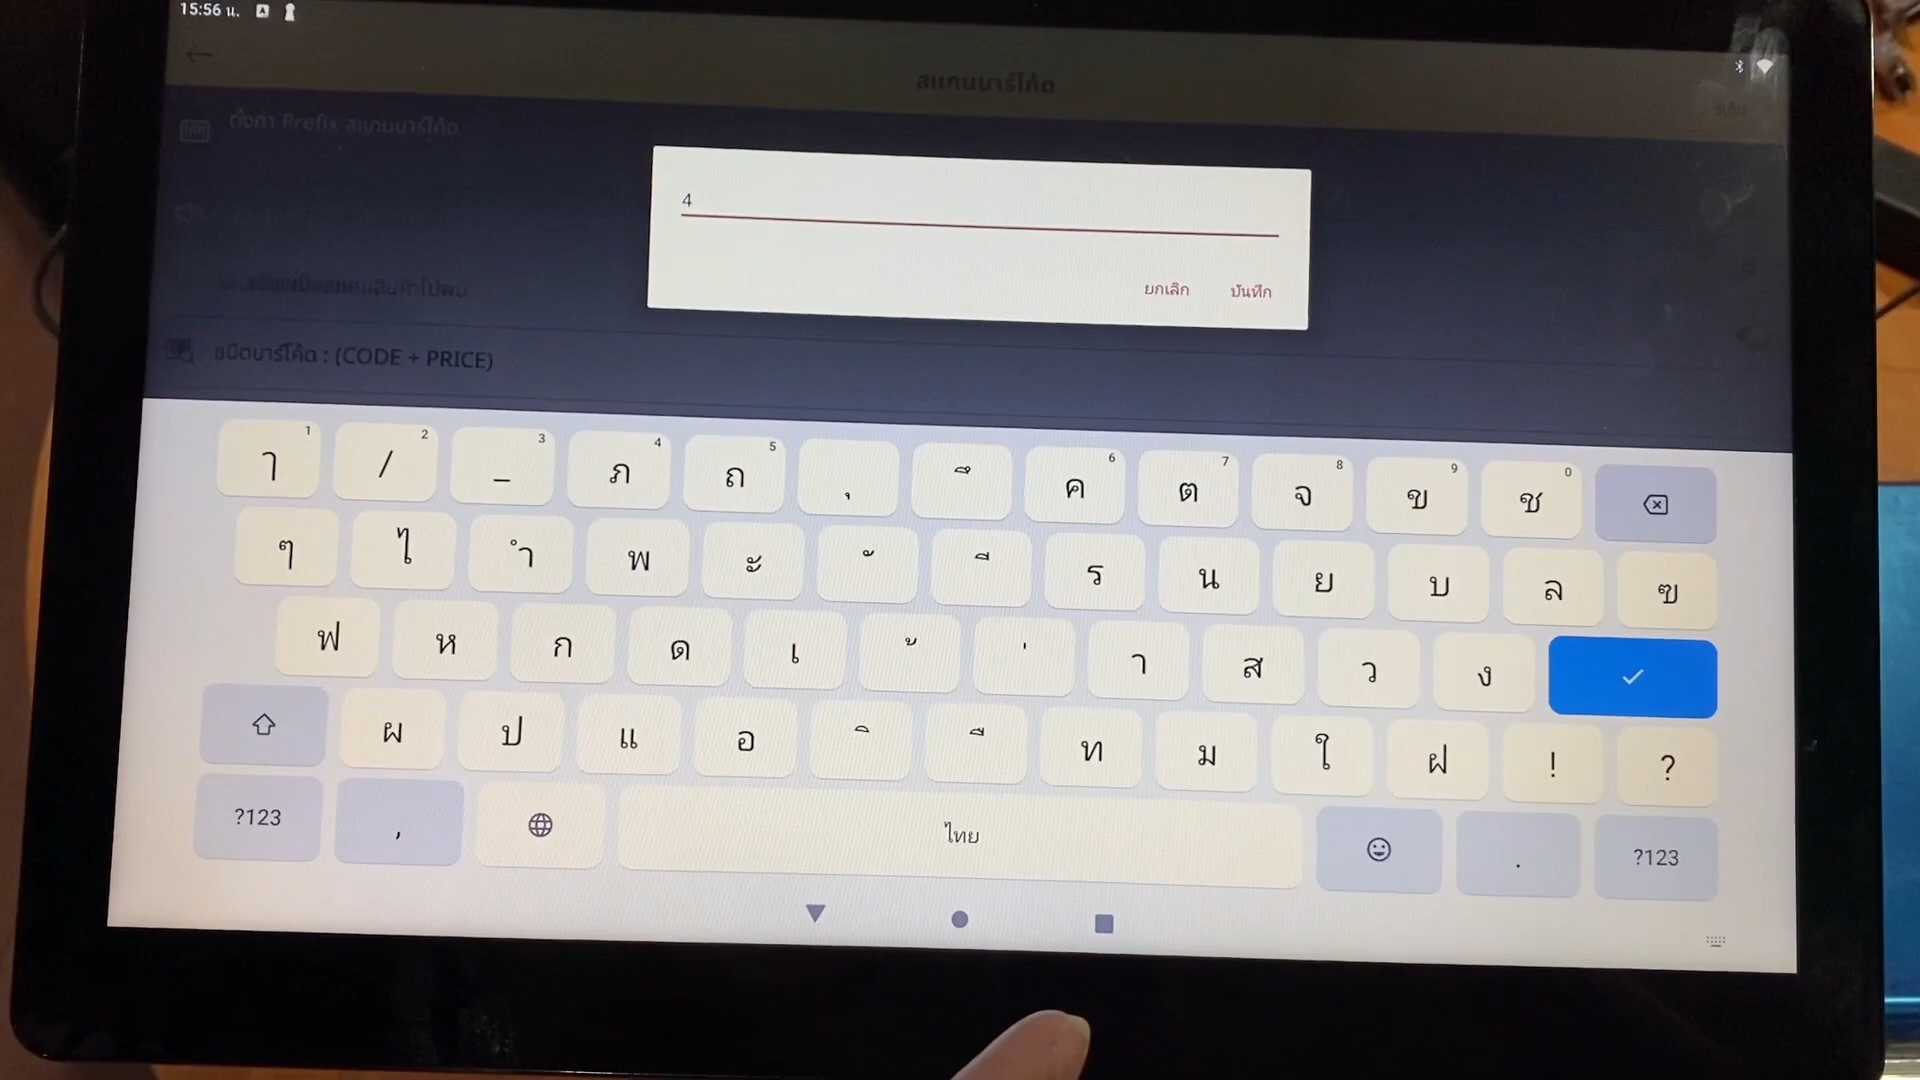 15:56 น.
สแกนบาร์โค้ด
ตั้งค่า Prefix สแกนบาร์โค้ด
4
ยกเลิก บันทึก
ชนิดบาร์โค้ด : (CODE + PRICE)
ๅ 1 / 2 _ 3 ภ 4 ถ 5 ุ ึ ค 6 ต 7 จ 8 ข 9 ช 0
ๆ ไ ำ พ ะ ั ี ร น ย บ ล ฃ
ฟ ห ก ด เ ้ ่ า ส ว ง
ผ ป แ อ ิ ื ท ม ใ ฝ ! ?
?123 , ไทย . ?123